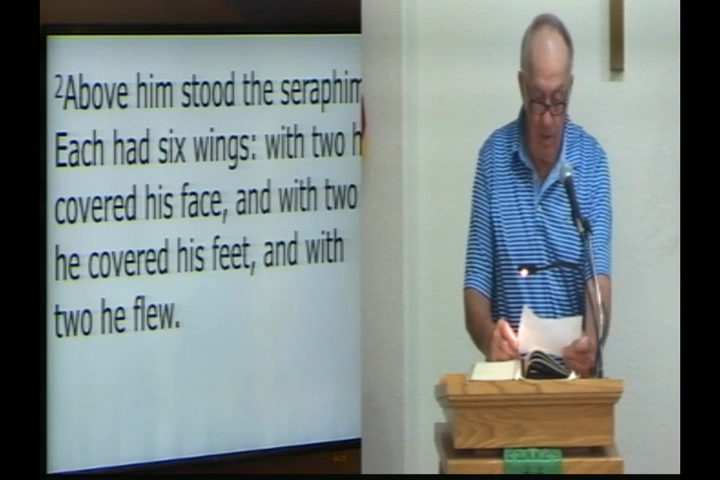 2Above him stood the seraphim
Each had six wings: with two h
covered his face, and with two
he covered his feet, and with
two he flew.